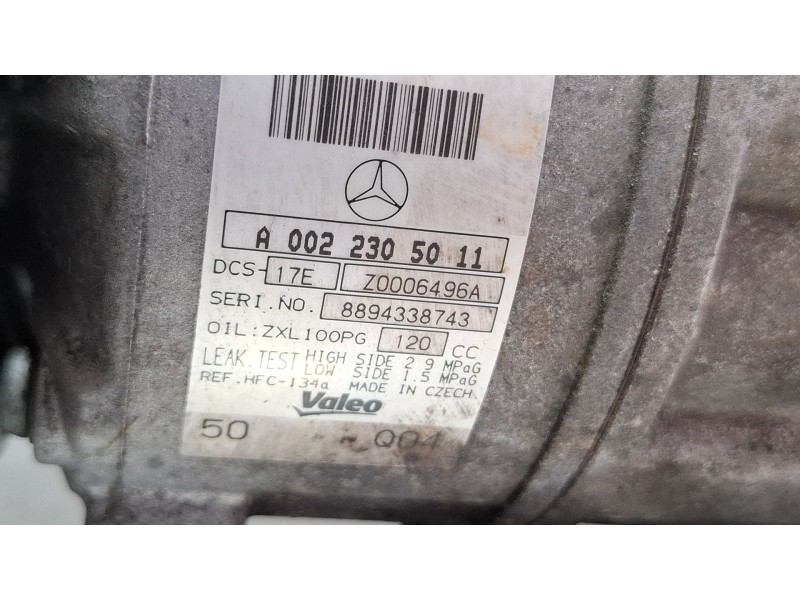 A 002 230 50 11
DCS- 17E Z0006496A
SERI.NO. 8894338743
OIL:ZXL100PG 120 CC
LEAK.TEST HIGH SIDE 2.9 MPaG
LOW SIDE 1.5 MPaG
REF.HFC-134a MADE IN CZECH.
Valeo
50 004